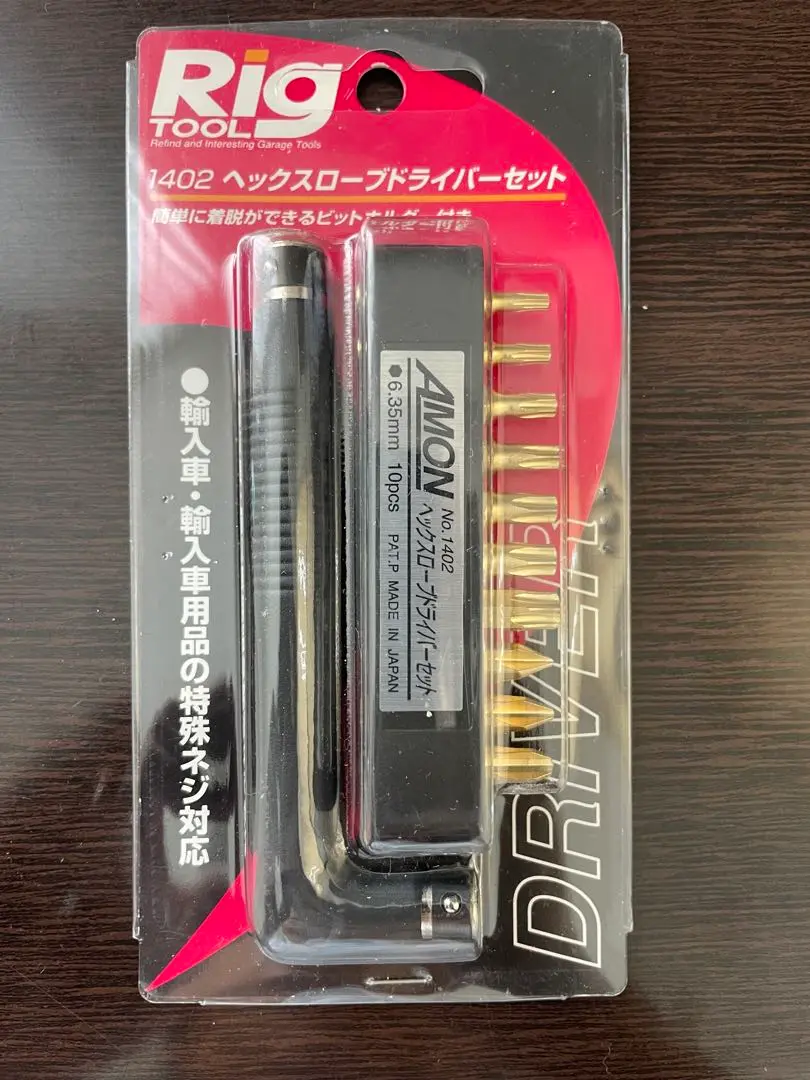 Rig
TOOL
Refind and Interesting Garage Tools
1402 ヘックスローブドライバーセット
簡単に着脱ができるビットホルダー付き
●輸入車・輸入車用品の特殊ネジ対応
AMON No.1402
ヘックスローブドライバーセット
6.35mm 10pcs PAT.P MADE IN JAPAN
DRIVER